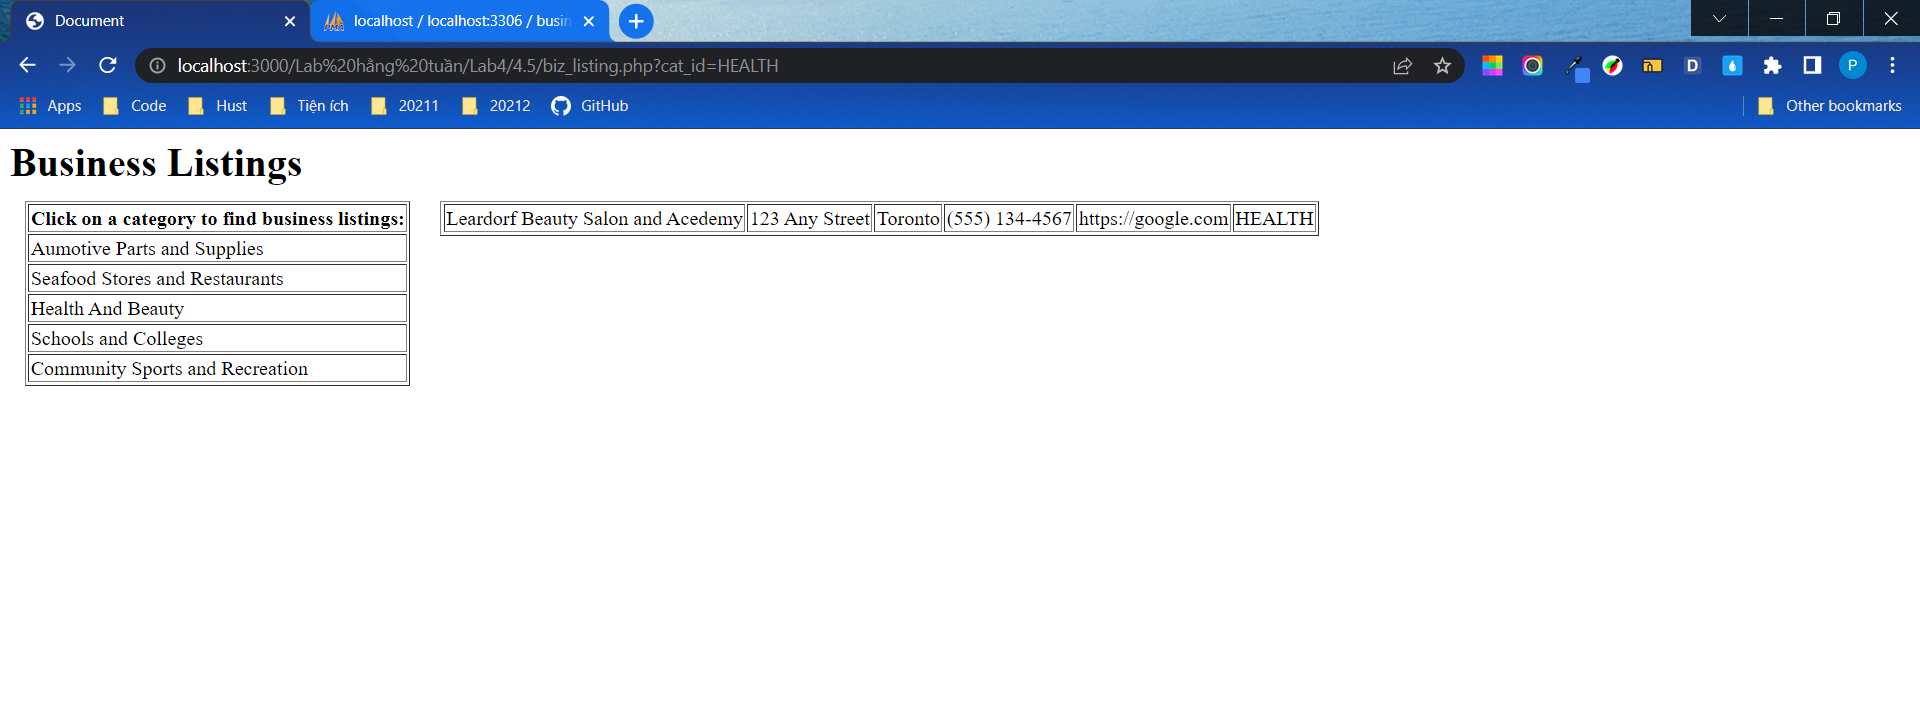 Document
localhost / localhost:3306 / busin
localhost:3000/Lab%20hằng%20tuần/Lab4/4.5/biz_listing.php?cat_id=HEALTH
D
P
Apps
Code
Hust
Tiện ích
20211
20212
GitHub
Other bookmarks
Business Listings
Click on a category to find business listings:
Aumotive Parts and Supplies
Seafood Stores and Restaurants
Health And Beauty
Schools and Colleges
Community Sports and Recreation
Leardorf Beauty Salon and Acedemy 123 Any Street Toronto (555) 134-4567 https://google.com HEALTH